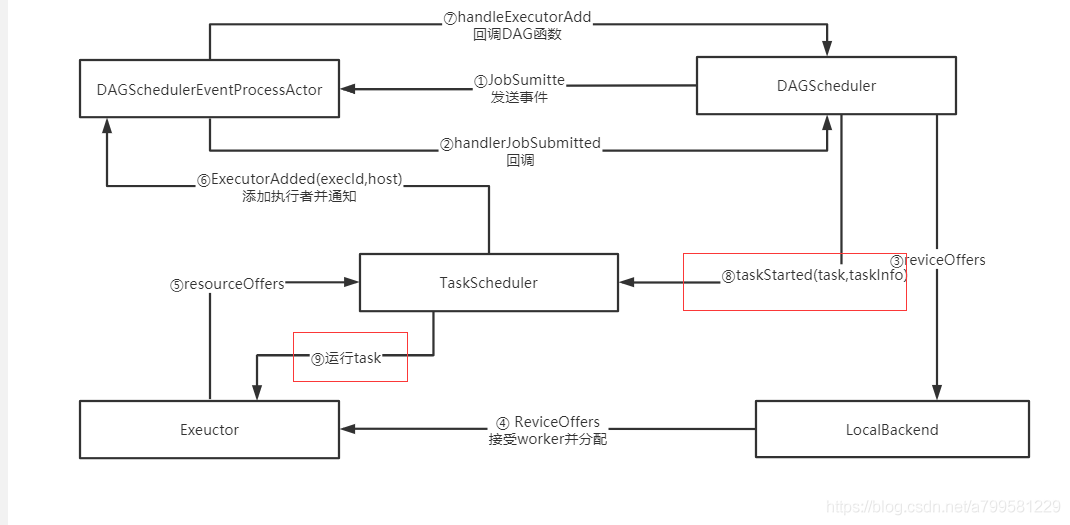 ⑦handleExecutorAdd
回调DAG函数
DAGSchedulerEventProcessActor
①JobSumitte
发送事件
DAGScheduler
②handlerJobSubmitted
回调
⑥ExecutorAdded(execId,host)
添加执行者并通知
③reviceOffers
⑧taskStarted(task,taskInfo)
⑤resourceOffers
TaskScheduler
⑨运行task
Exeuctor
④ ReviceOffers
接受worker并分配
LocalBackend
https://blog.csdn.net/a799581229